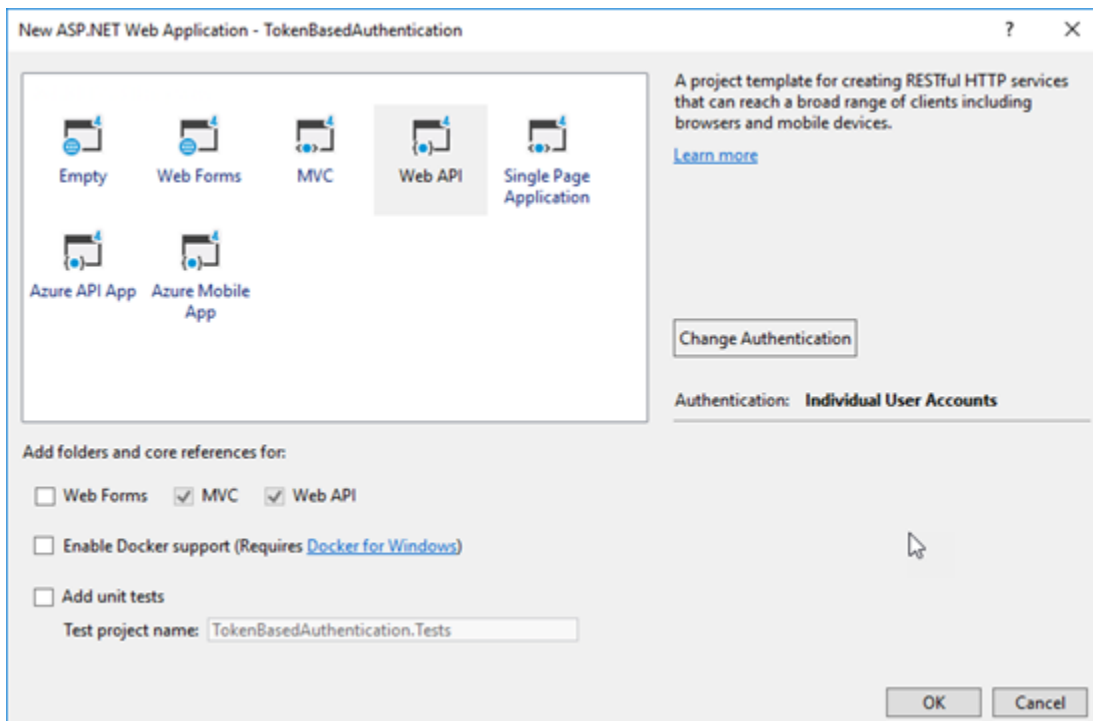 New ASP.NET Web Application - TokenBasedAuthentication
?
A project template for creating RESTful HTTP services
that can reach a broad range of clients including
browsers and mobile devices.
Learn more
Empty
Web Forms
MVC
Web API
Single Page
Application
Azure API App
Azure Mobile
App
Change Authentication
Authentication: Individual User Accounts
Add folders and core references for:
Web Forms MVC Web API
Enable Docker support (Requires Docker for Windows)
Add unit tests
Test project name: TokenBasedAuthentication.Tests
OK Cancel